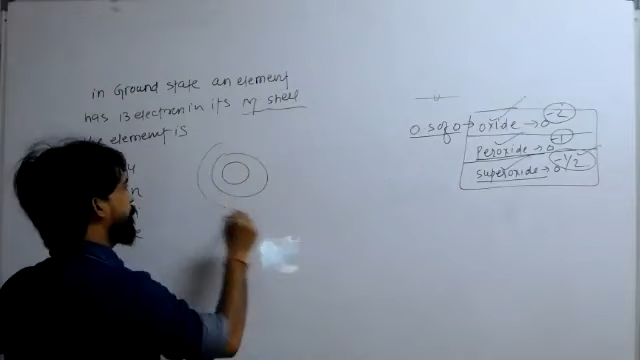 in Ground state an element
has 13 electron in its M shell
the element is
O S of O → oxide → O -2
Peroxide → O -1
superoxide → O -1/2